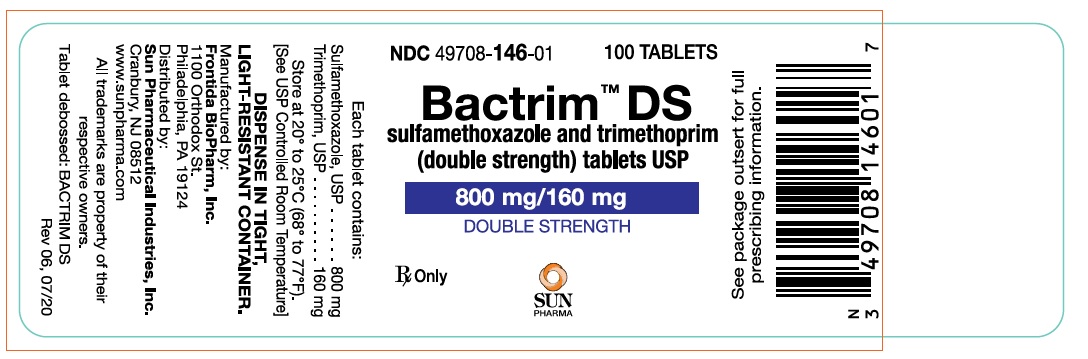 Each tablet contains:
Sulfamethoxazole, USP . . . . . . 800 mg
Trimethoprim, USP . . . . . . . . 160 mg
Store at 20° to 25°C (68° to 77°F).
[See USP Controlled Room Temperature]
DISPENSE IN TIGHT,
LIGHT-RESISTANT CONTAINER.
Manufactured by:
Frontida BioPharm, Inc.
1100 Orthodox St.
Philadelphia, PA 19124
Distributed by:
Sun Pharmaceutical Industries, Inc.
Cranbury, NJ 08512
www.sunpharma.com
All trademarks are property of their
respective owners.
Tablet debossed: BACTRIM DS
Rev 06, 07/20
NDC 49708-146-01 100 TABLETS
Bactrim™ DS
sulfamethoxazole and trimethoprim
(double strength) tablets USP
800 mg/160 mg
DOUBLE STRENGTH
Rx Only
SUN
PHARMA
See package outsert for full
prescribing information.
N
3 49708 14601 7